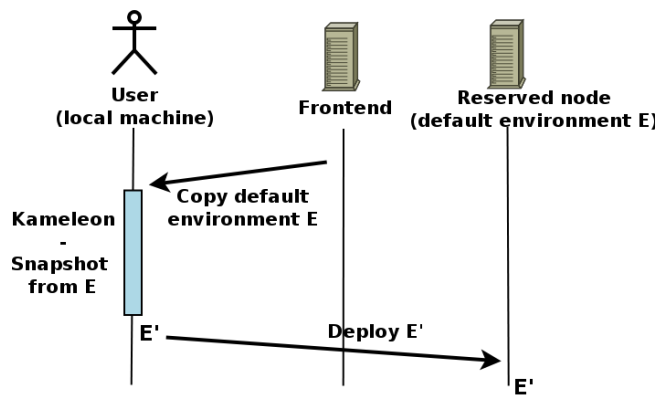 User
(local machine)
Frontend
Reserved node
(default environment E)
Copy default
environment E
Kameleon
-
Snapshot
from E
E'
Deploy E'
E'